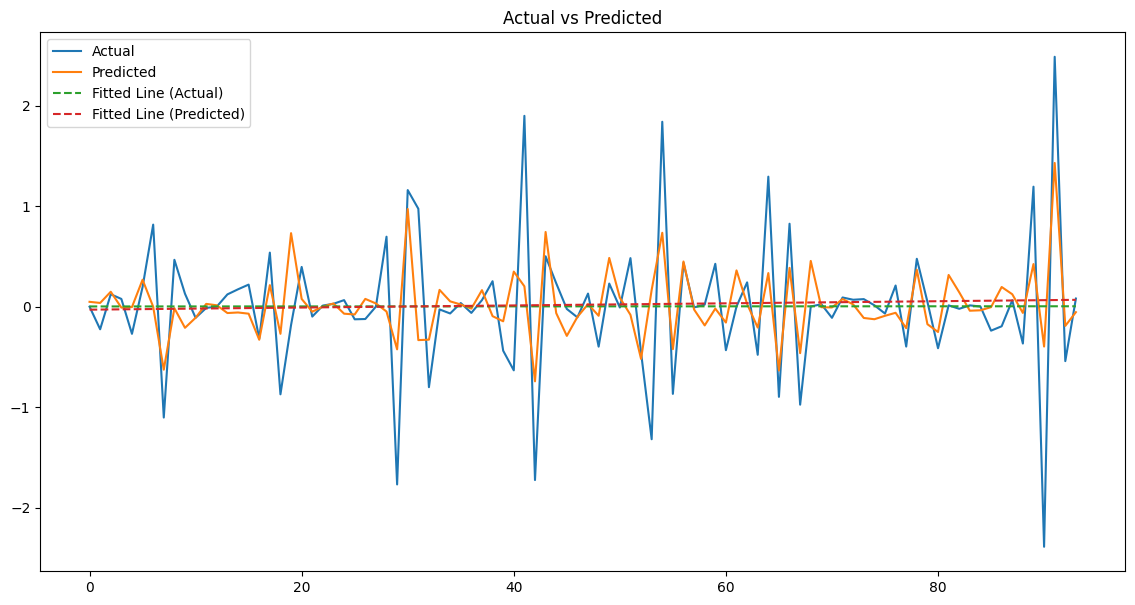 Actual vs Predicted
Actual
Predicted
Fitted Line (Actual)
Fitted Line (Predicted)
2
1
0
−1
−2
0
20
40
60
80